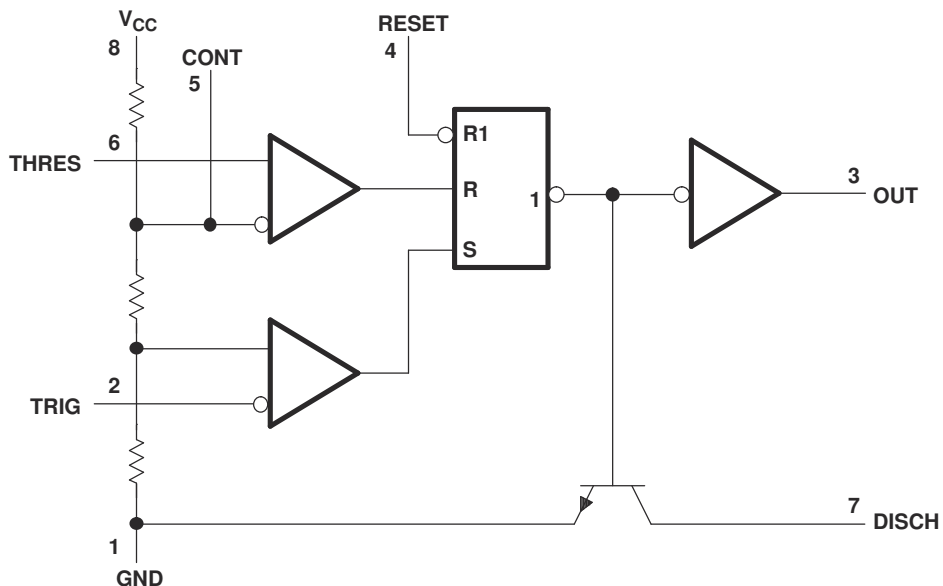 VCC
8
CONT
5
RESET
4
6
THRES
R1
R
1
S
3
OUT
2
TRIG
7
DISCH
1
GND